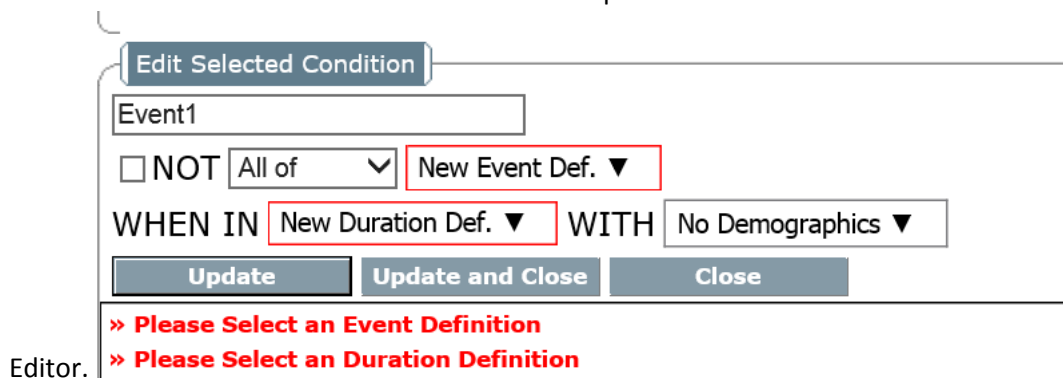 Edit Selected Condition
Event1
NOT All of New Event Def. ▼
WHEN IN New Duration Def. ▼ WITH No Demographics ▼
Update Update and Close Close
» Please Select an Event Definition
Editor. » Please Select an Duration Definition